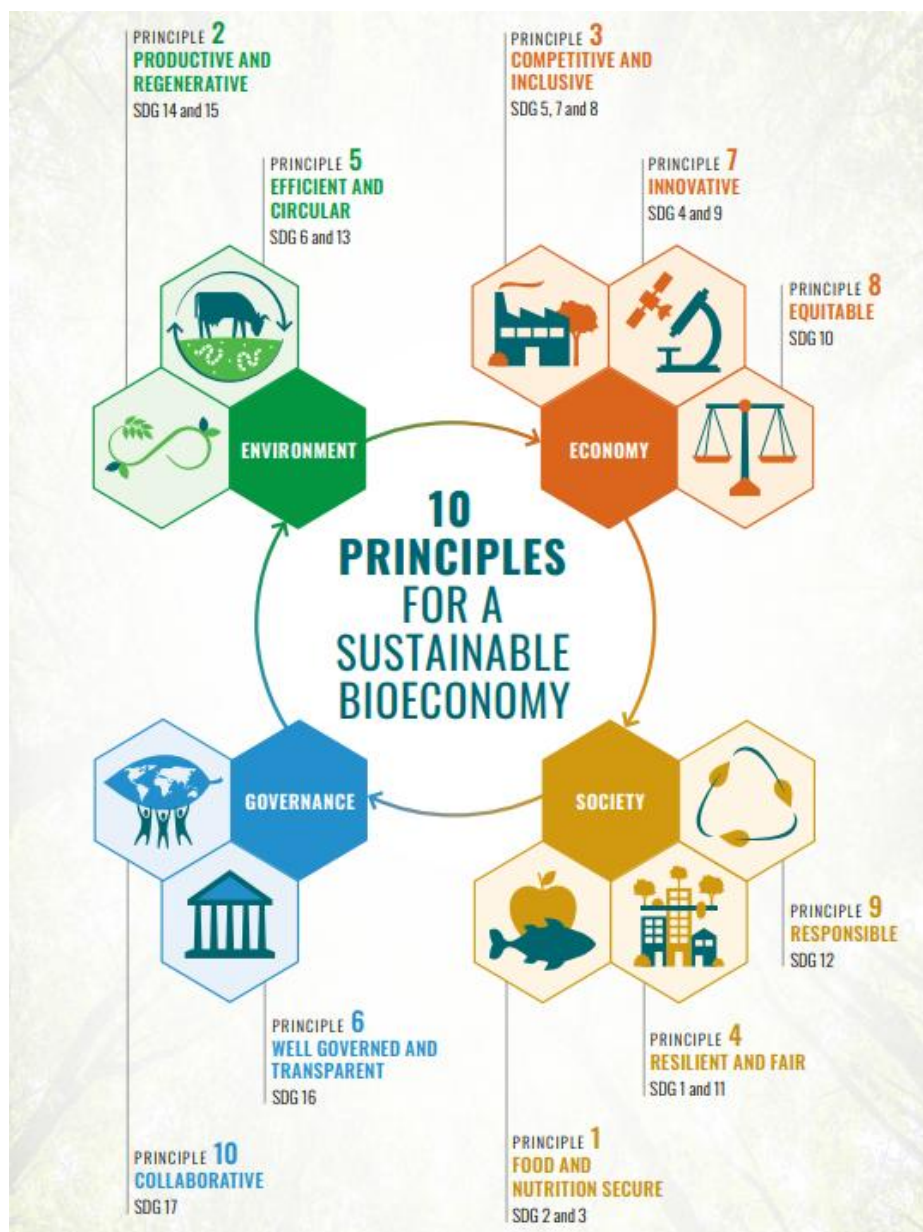 PRINCIPLE 2
PRODUCTIVE AND
REGENERATIVE
SDG 14 and 15
PRINCIPLE 3
COMPETITIVE AND
INCLUSIVE
SDG 5, 7 and 8
PRINCIPLE 5
EFFICIENT AND
CIRCULAR
SDG 6 and 13
PRINCIPLE 7
INNOVATIVE
SDG 4 and 9
PRINCIPLE 8
EQUITABLE
SDG 10
ENVIRONMENT
ECONOMY
10
PRINCIPLES
FOR A
SUSTAINABLE
BIOECONOMY
GOVERNANCE
SOCIETY
PRINCIPLE 9
RESPONSIBLE
SDG 12
PRINCIPLE 6
WELL GOVERNED AND
TRANSPARENT
SDG 16
PRINCIPLE 4
RESILIENT AND FAIR
SDG 1 and 11
PRINCIPLE 10
COLLABORATIVE
SDG 17
PRINCIPLE 1
FOOD AND
NUTRITION SECURE
SDG 2 and 3